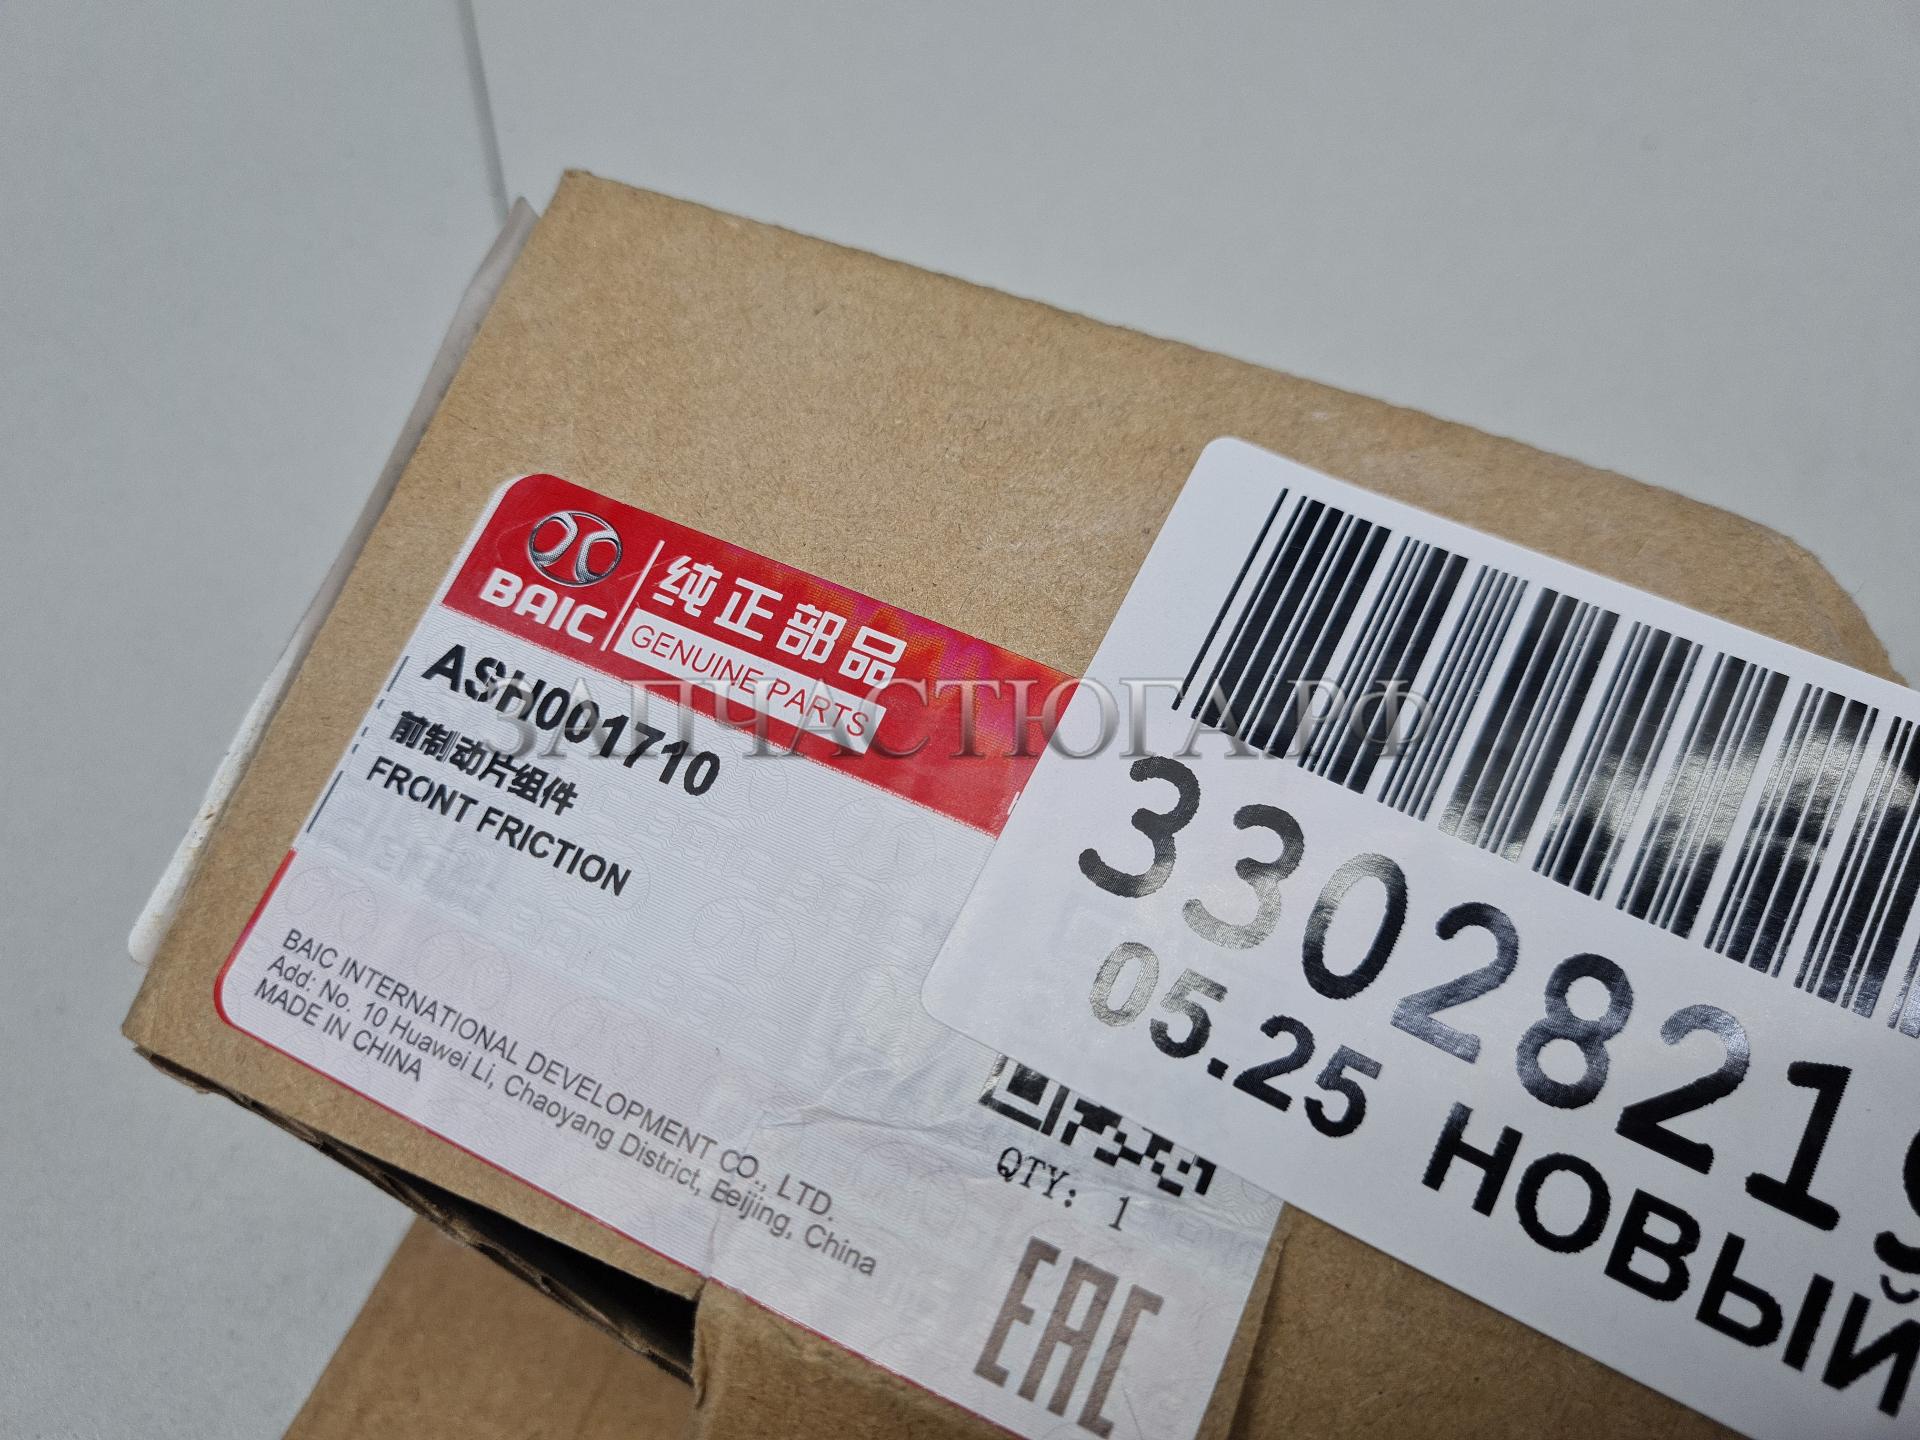 BAIC
纯正部品
GENUINE PARTS
ASH001710
前制动片组件
FRONT FRICTION
BAIC INTERNATIONAL DEVELOPMENT CO., LTD.
Add: No. 10 Huawei Li, Chaoyang District, Beijing, China
MADE IN CHINA
QTY: 1
EAC
ЗАПЧАСТЮГА.РФ
3302821
05.25 НОВЫЙ